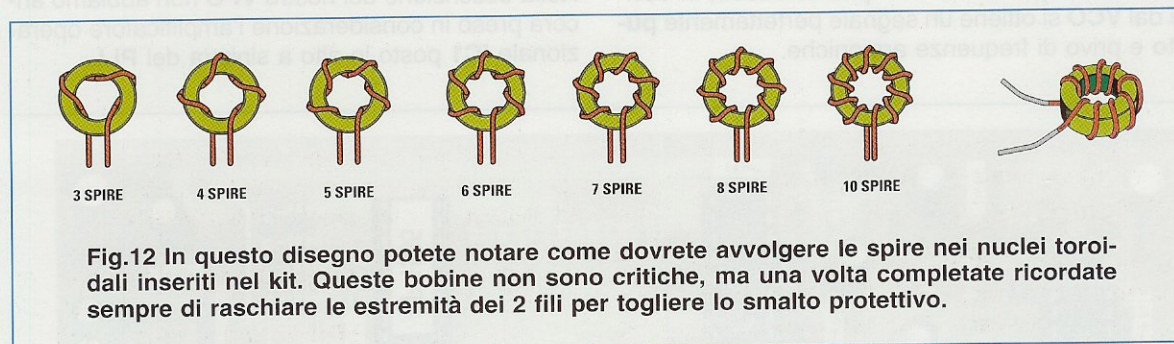 3 SPIRE 4 SPIRE 5 SPIRE 6 SPIRE 7 SPIRE 8 SPIRE 10 SPIRE
Fig.12 In questo disegno potete notare come dovrete avvolgere le spire nei nuclei toroi-
dali inseriti nel kit. Queste bobine non sono critiche, ma una volta completate ricordate
sempre di raschiare le estremità dei 2 fili per togliere lo smalto protettivo.